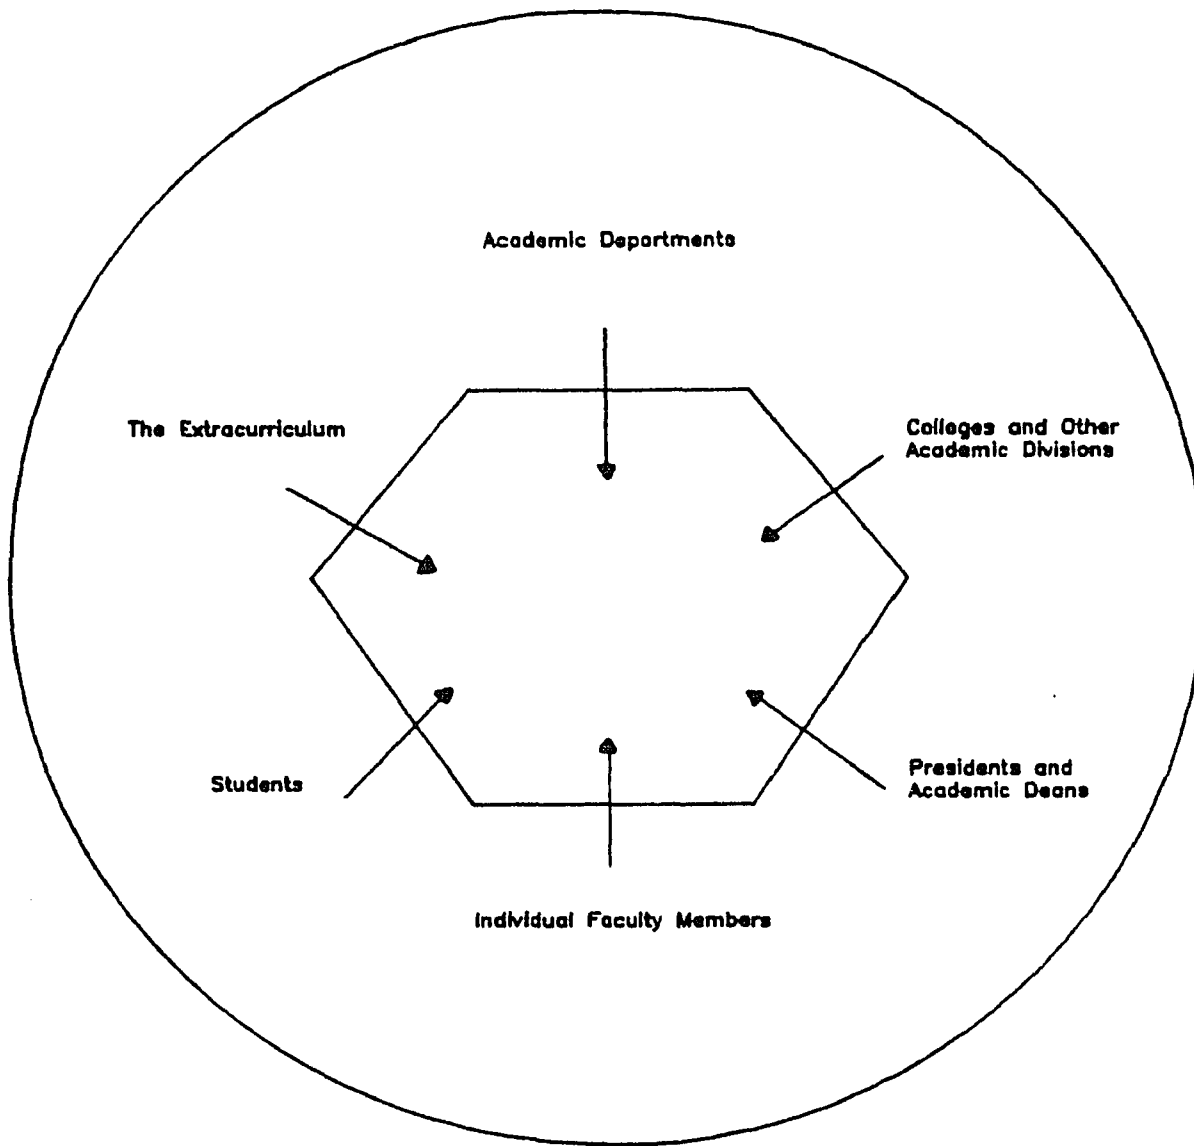 Academic Departments
The Extracurriculum
Colleges and Other
Academic Divisions
Students
Presidents and
Academic Deans
Individual Faculty Members